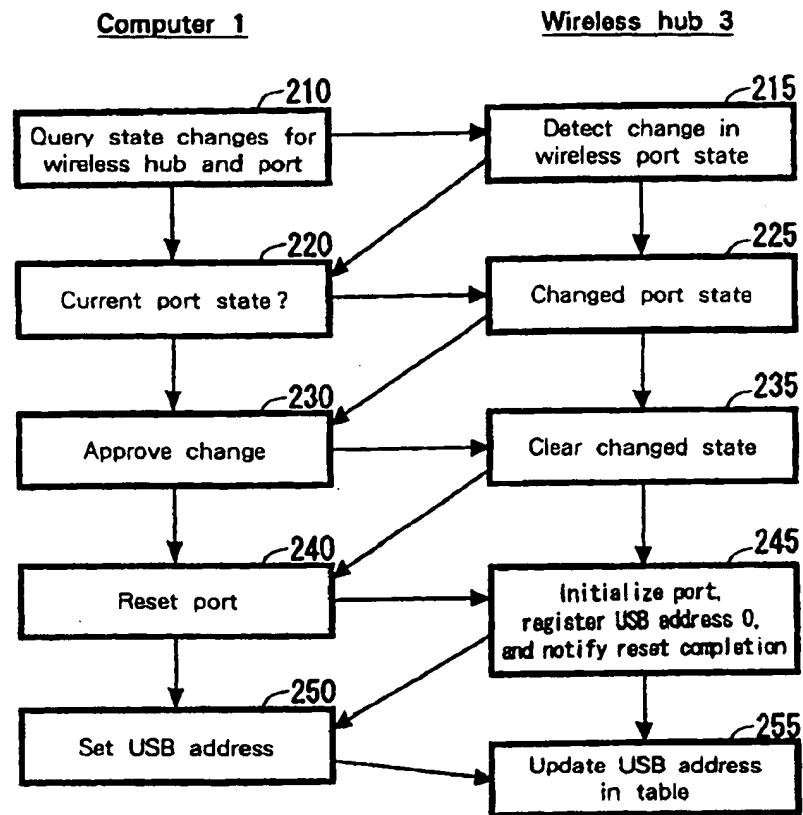 Computer 1
Wireless hub 3
210
Query state changes for
wireless hub and port
215
Detect change in
wireless port state
220
Current port state?
225
Changed port state
230
Approve change
235
Clear changed state
240
Reset port
245
Initialize port,
register USB address 0,
and notify reset completion
250
Set USB address
255
Update USB address
in table